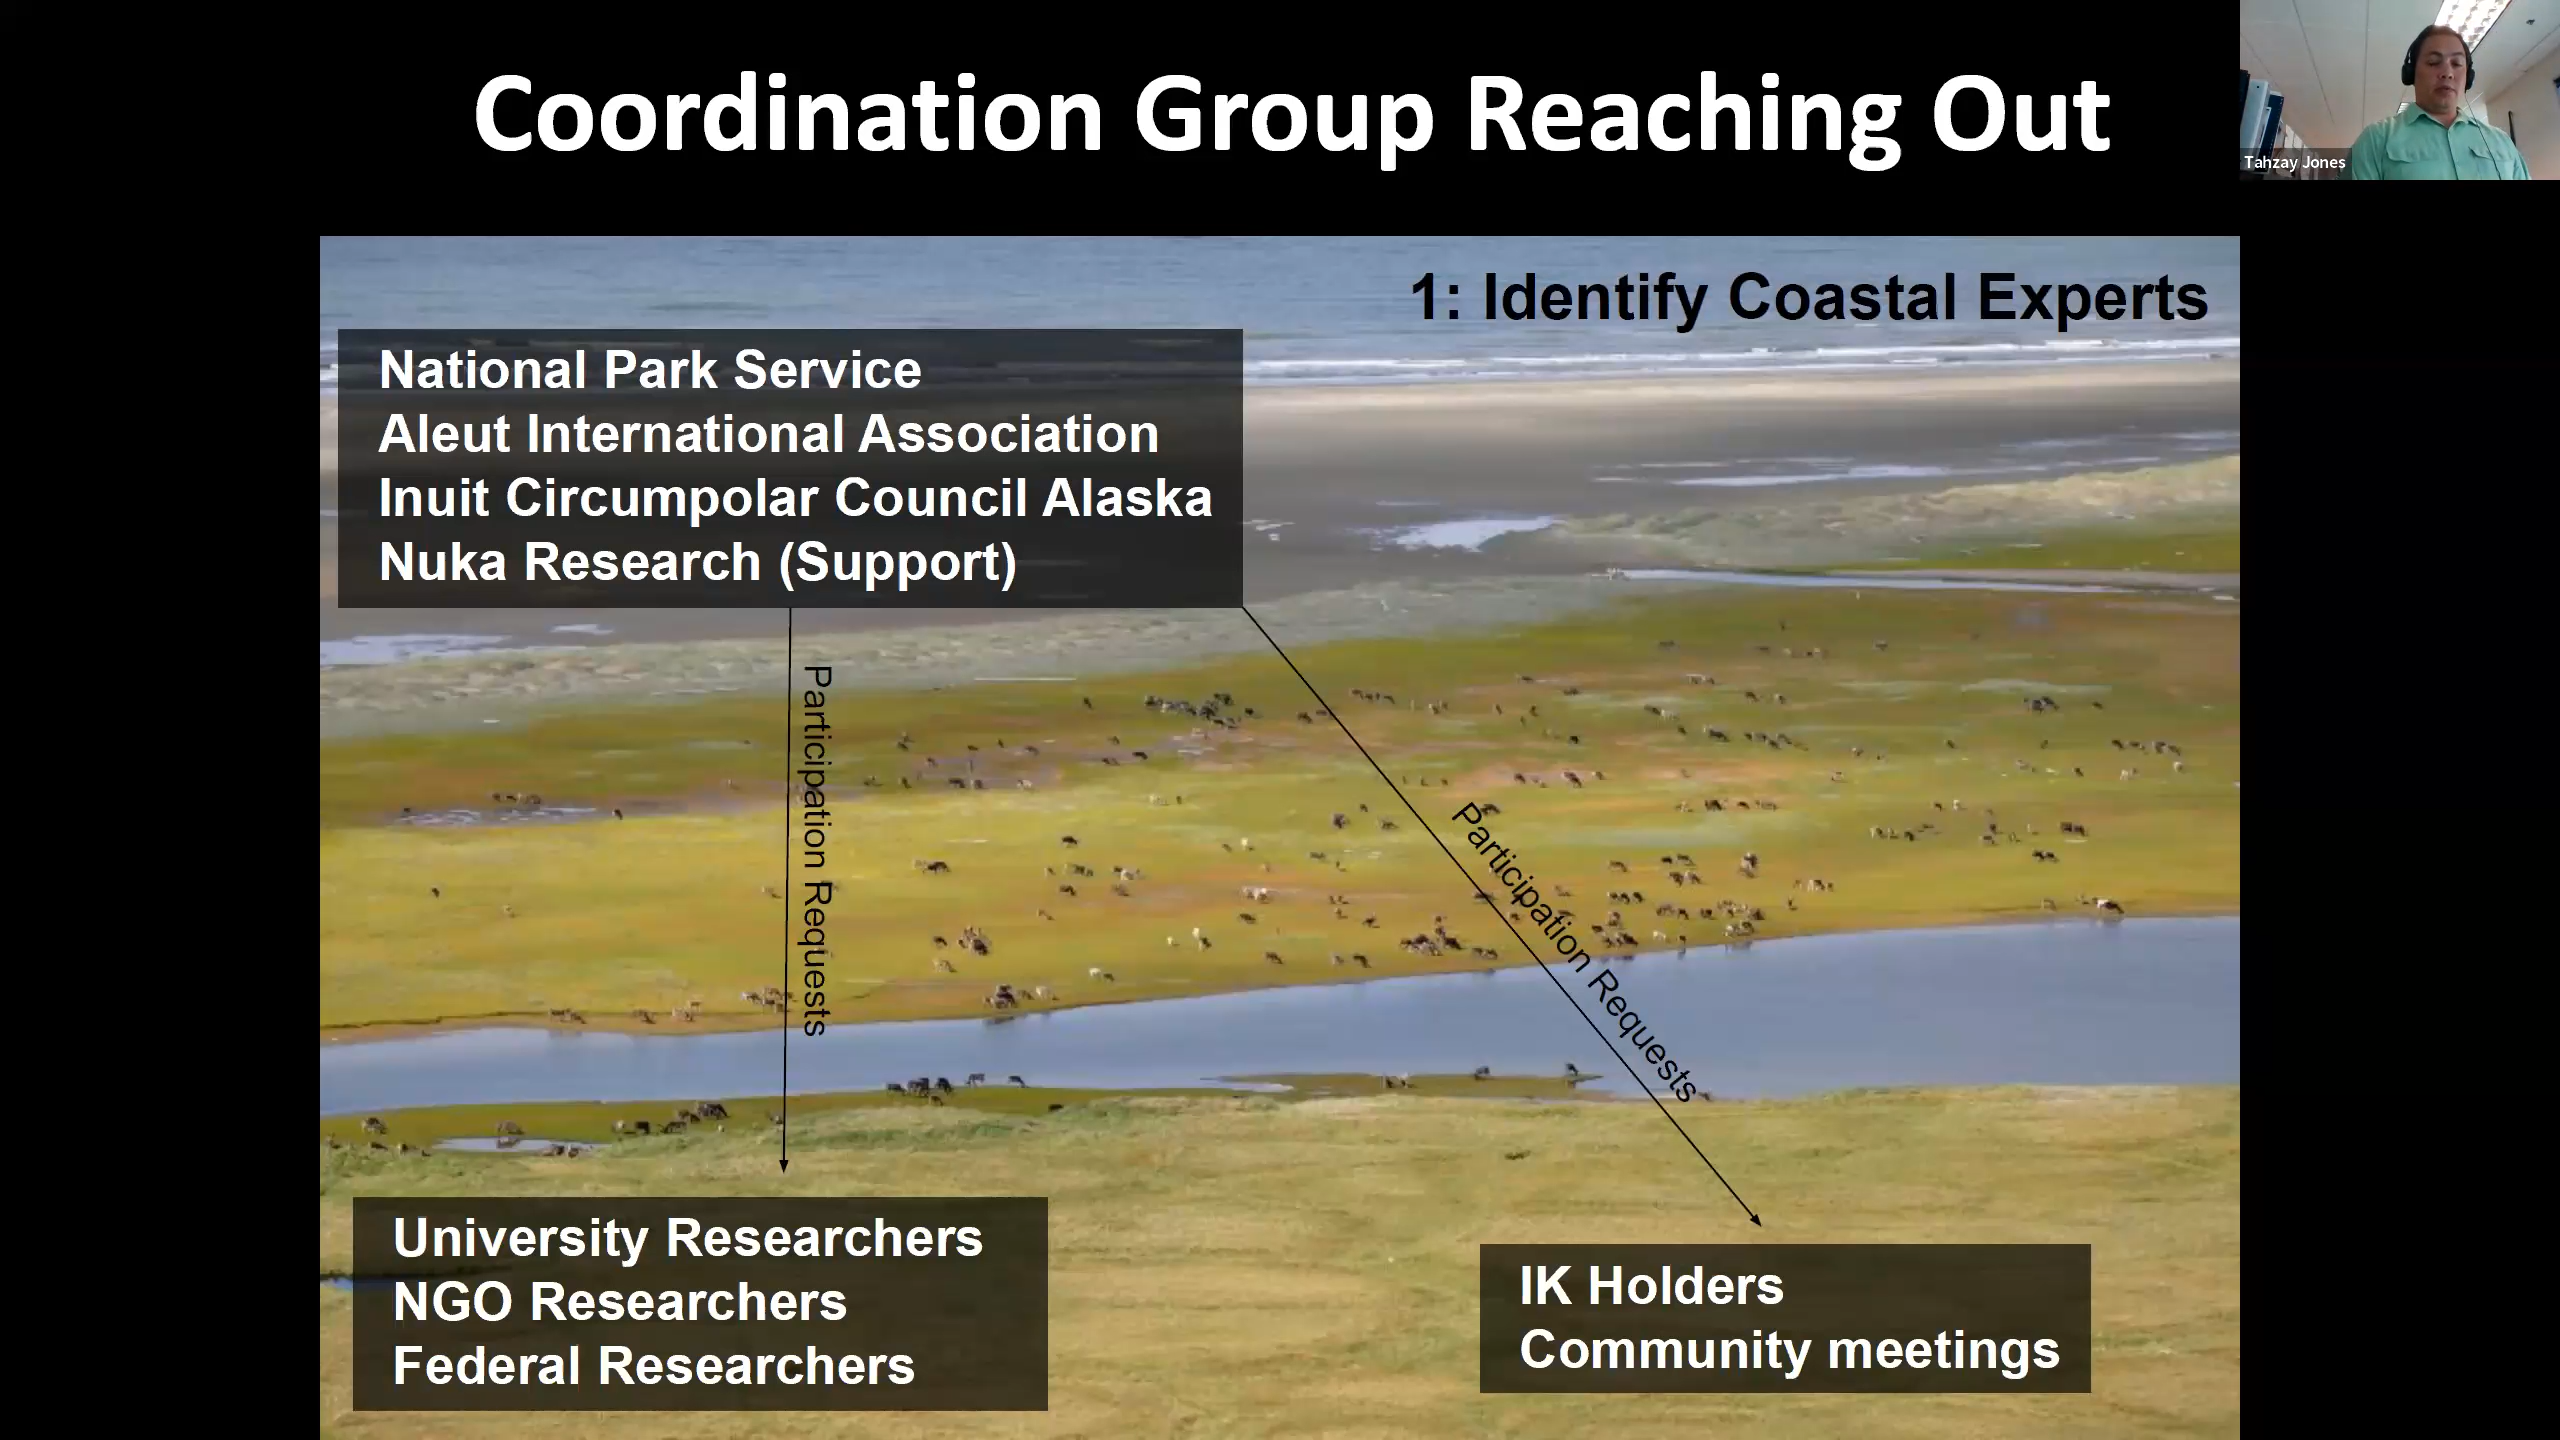 Coordination Group Reaching Out
Tahzay Jones
1: Identify Coastal Experts
National Park Service
Aleut International Association
Inuit Circumpolar Council Alaska
Nuka Research (Support)
Participation Requests
Participation Requests
University Researchers
NGO Researchers
Federal Researchers
IK Holders
Community meetings